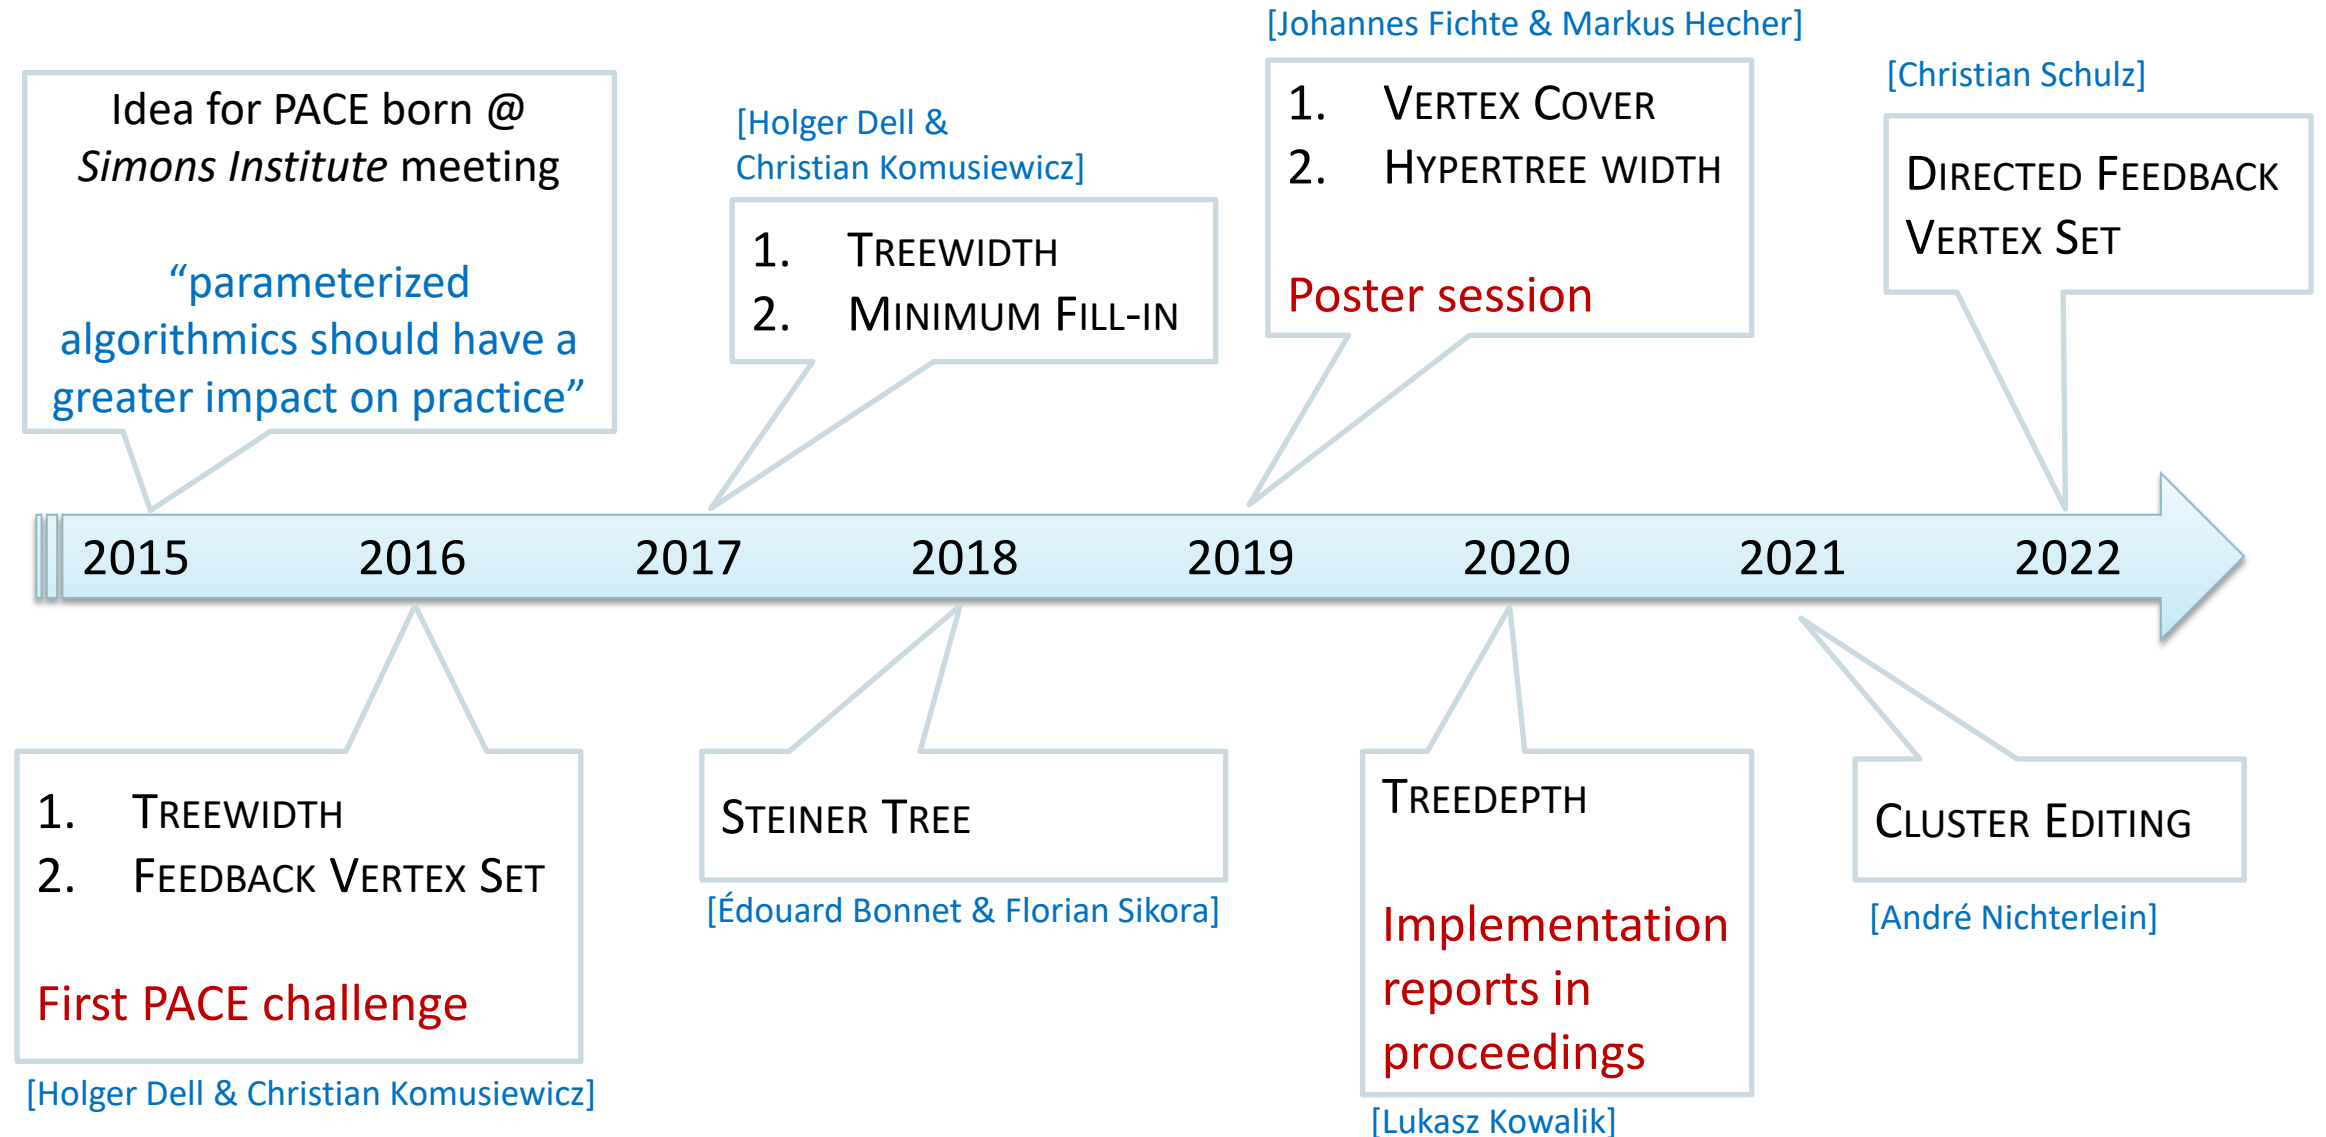 [Johannes Fichte & Markus Hecher]
Idea for PACE born @
Simons Institute meeting
“parameterized
algorithmics should have a
greater impact on practice”
[Holger Dell &
Christian Komusiewicz]
1. TREEWIDTH
2. MINIMUM FILL-IN
1. VERTEX COVER
2. HYPERTREE WIDTH
Poster session
[Christian Schulz]
DIRECTED FEEDBACK
VERTEX SET
2015 2016 2017 2018 2019 2020 2021 2022
1. TREEWIDTH
2. FEEDBACK VERTEX SET
First PACE challenge
[Holger Dell & Christian Komusiewicz]
STEINER TREE
[Édouard Bonnet & Florian Sikora]
TREEDEPTH
Implementation
reports in
proceedings
[Lukasz Kowalik]
CLUSTER EDITING
[André Nichterlein]